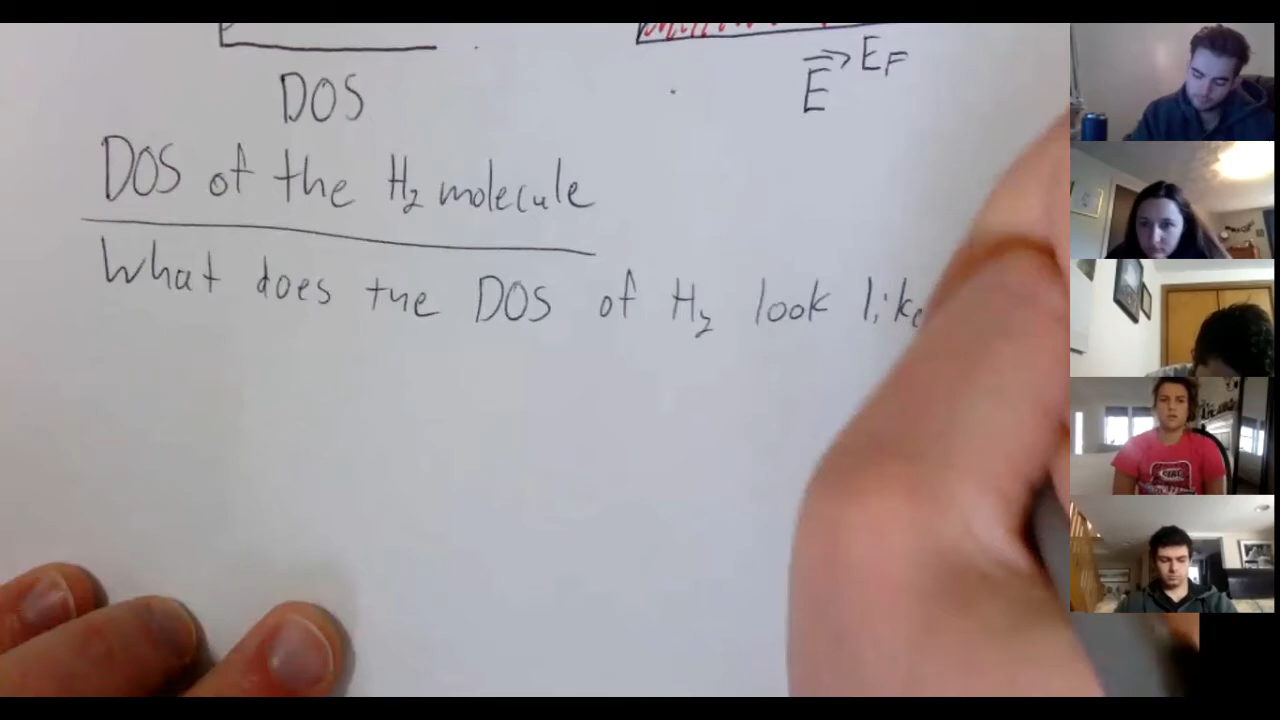 DOS
E → E_F
DOS of the H₂ molecule
What does the DOS of H₂ look like